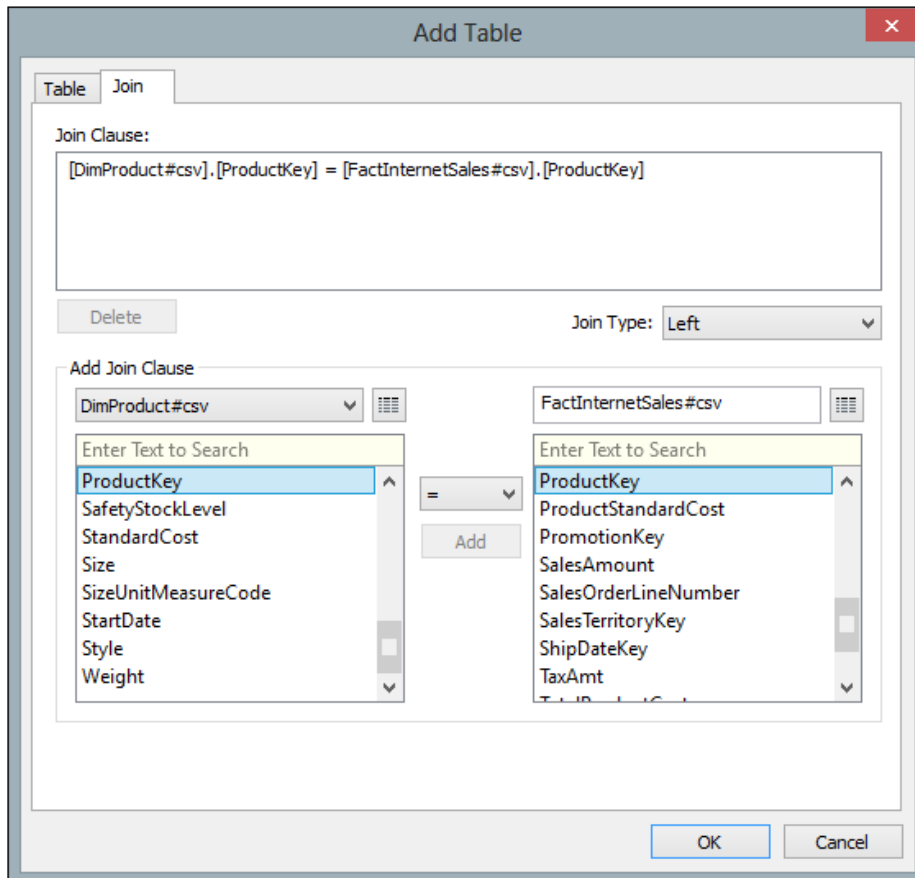 Add Table
Table Join
Join Clause:
[DimProduct#csv].[ProductKey] = [FactInternetSales#csv].[ProductKey]
Delete
Join Type: Left
Add Join Clause
DimProduct#csv
Enter Text to Search
ProductKey
SafetyStockLevel
StandardCost
Size
SizeUnitMeasureCode
StartDate
Style
Weight
=
Add
FactInternetSales#csv
Enter Text to Search
ProductKey
ProductStandardCost
PromotionKey
SalesAmount
SalesOrderLineNumber
SalesTerritoryKey
ShipDateKey
TaxAmt
OK Cancel